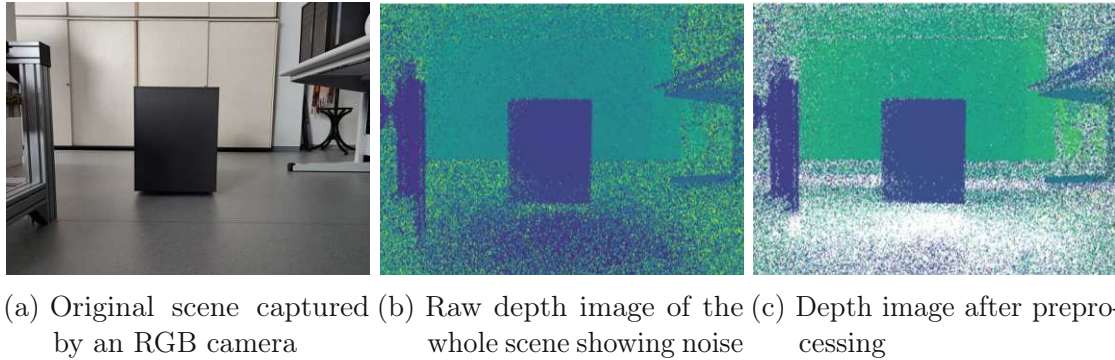 (a) Original scene captured
by an RGB camera
(b) Raw depth image of the
whole scene showing noise
(c) Depth image after prepro-
cessing